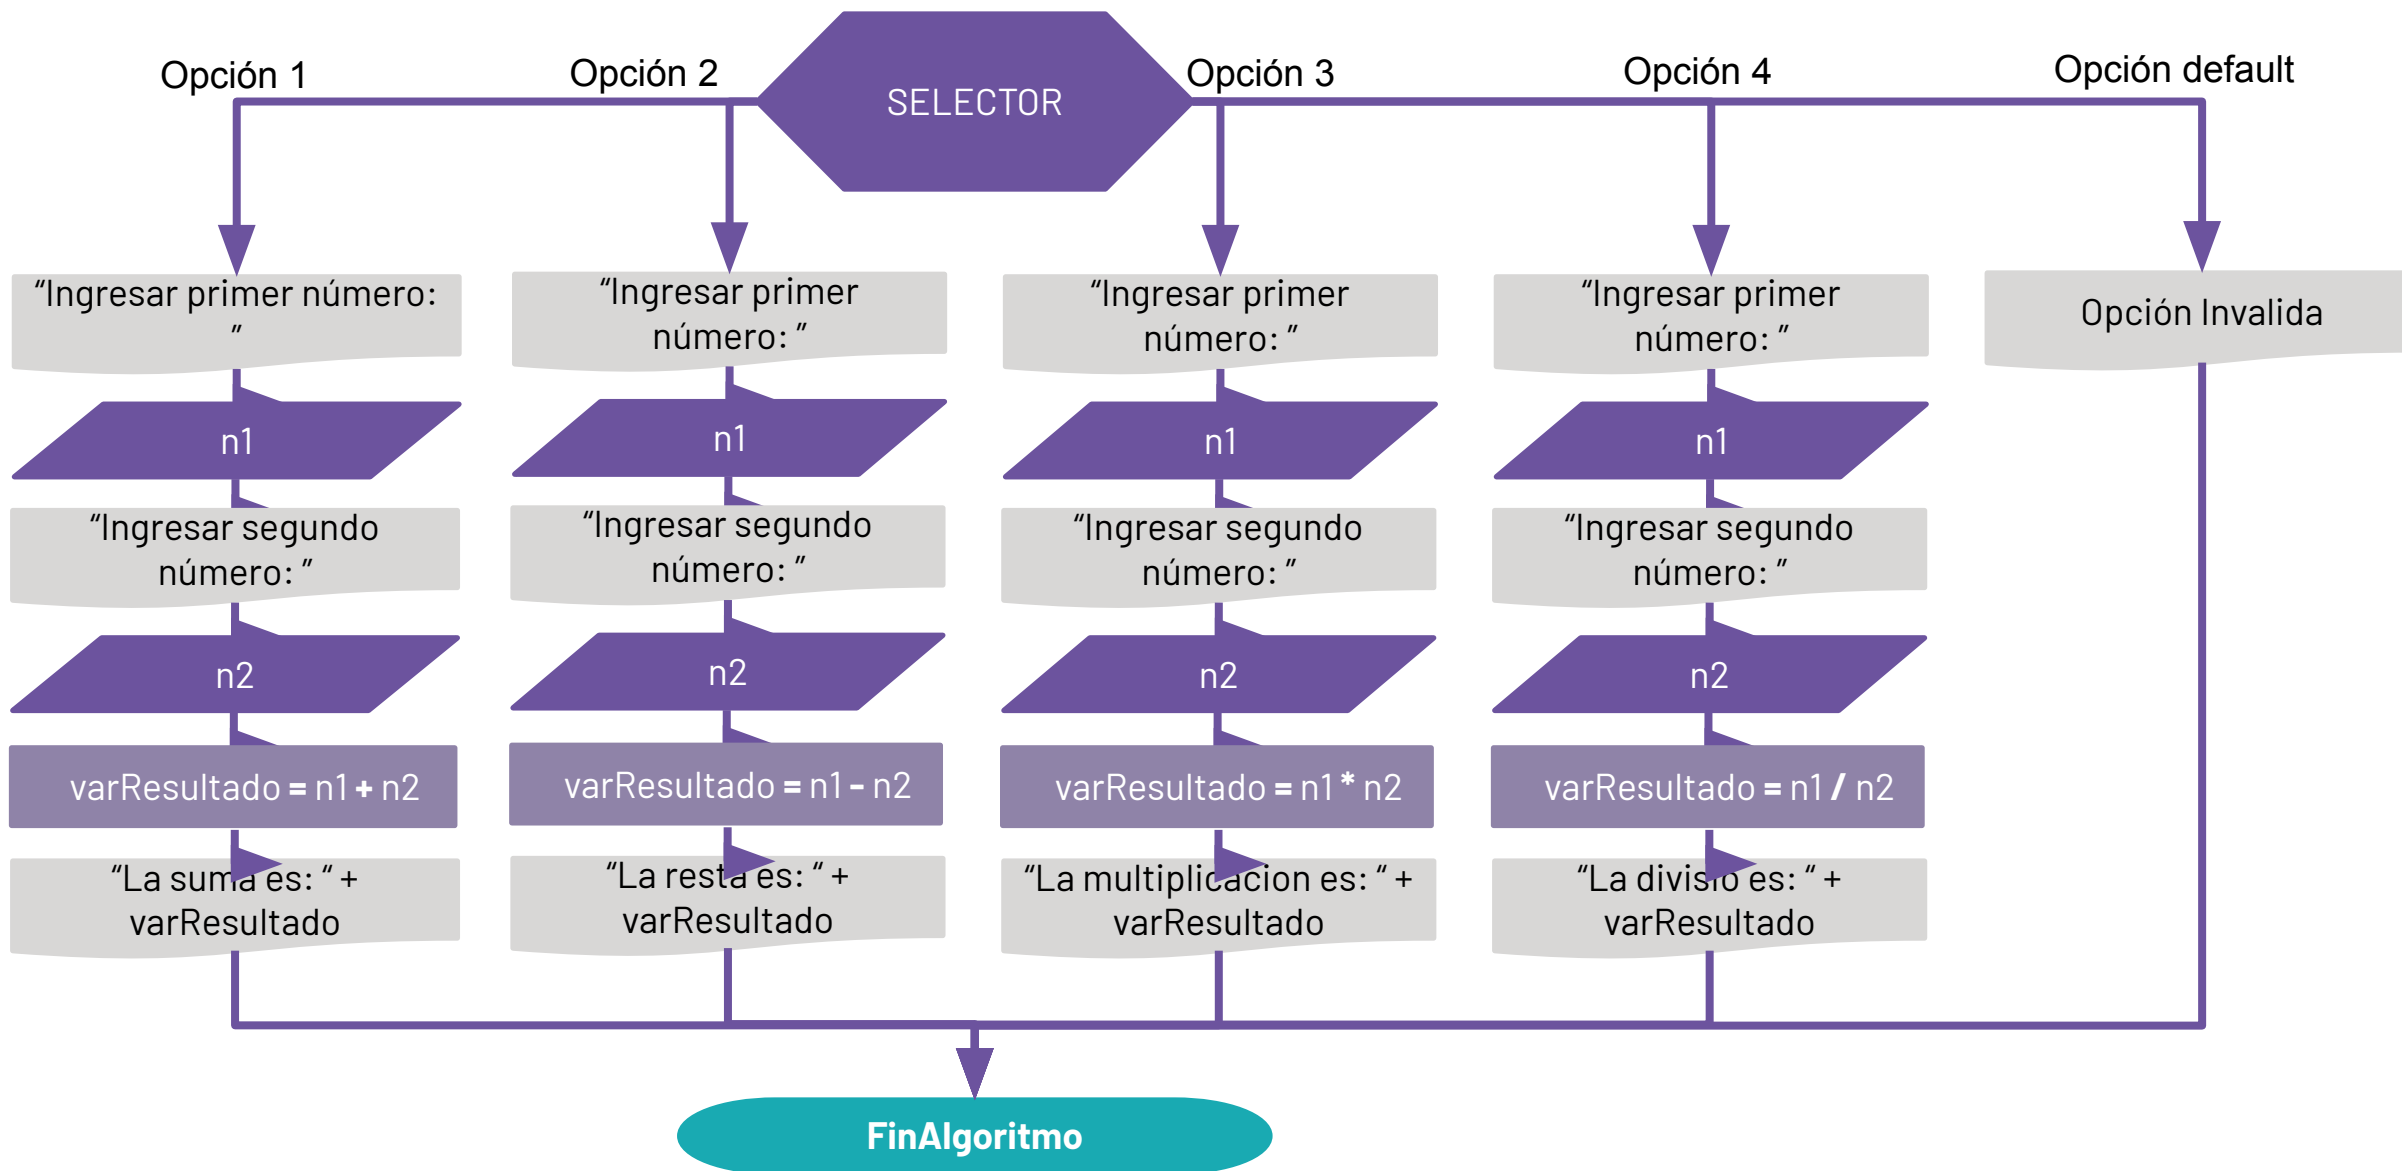 Opción 1
Opción 2
SELECTOR
Opción 3
Opción 4
Opción default
“Ingresar primer número:
”
n1
“Ingresar segundo
número: ”
n2
varResultado = n1 + n2
“La suma es: “ +
varResultado
“Ingresar primer
número: ”
n1
“Ingresar segundo
número: ”
n2
varResultado = n1 - n2
“La resta es: “ +
varResultado
“Ingresar primer
número: ”
n1
“Ingresar segundo
número: ”
n2
varResultado = n1 * n2
“La multiplicacion es: “ +
varResultado
“Ingresar primer
número: ”
n1
“Ingresar segundo
número: ”
n2
varResultado = n1 / n2
“La divisio es: “ +
varResultado
Opción Invalida
FinAlgoritmo